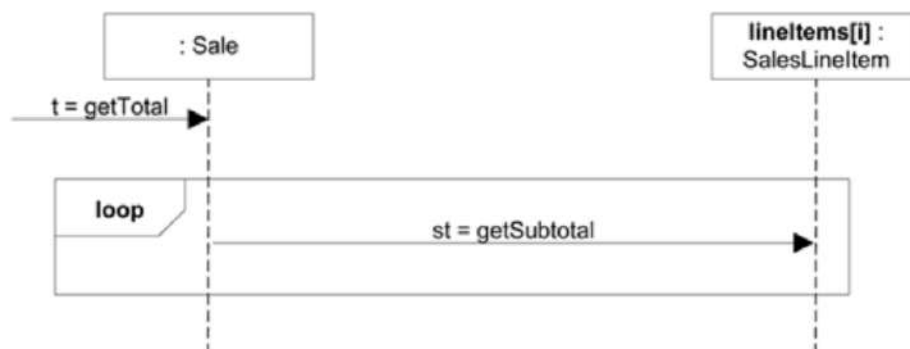 : Sale
lineItems[i] :
SalesLineItem
t = getTotal
loop
st = getSubtotal